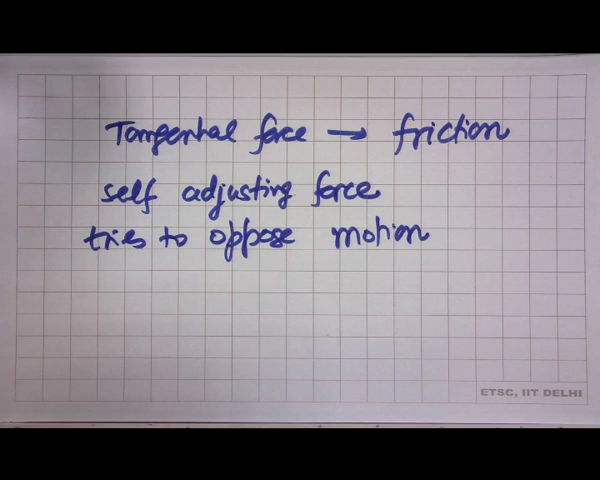 Tangential force → friction
self adjusting force
tries to oppose motion
ETSC, IIT DELHI